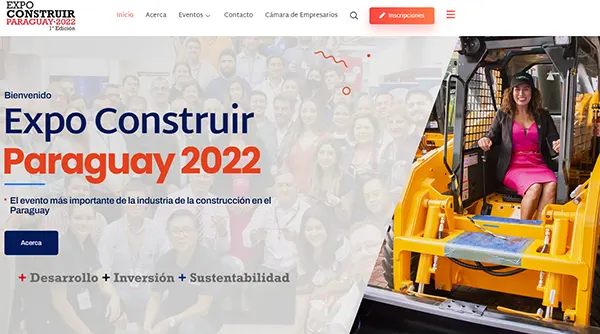 EXPO
CONSTRUIR
PARAGUAY•2022
1ª Edición
Inicio
Acerca
Eventos
Contacto
Cámara de Empresarios
Inscripciones
Bienvenido
Expo Construir
Paraguay 2022
El evento más importante de la industria de la construcción en el
Paraguay
Acerca
+ Desarrollo + Inversión + Sustentabilidad